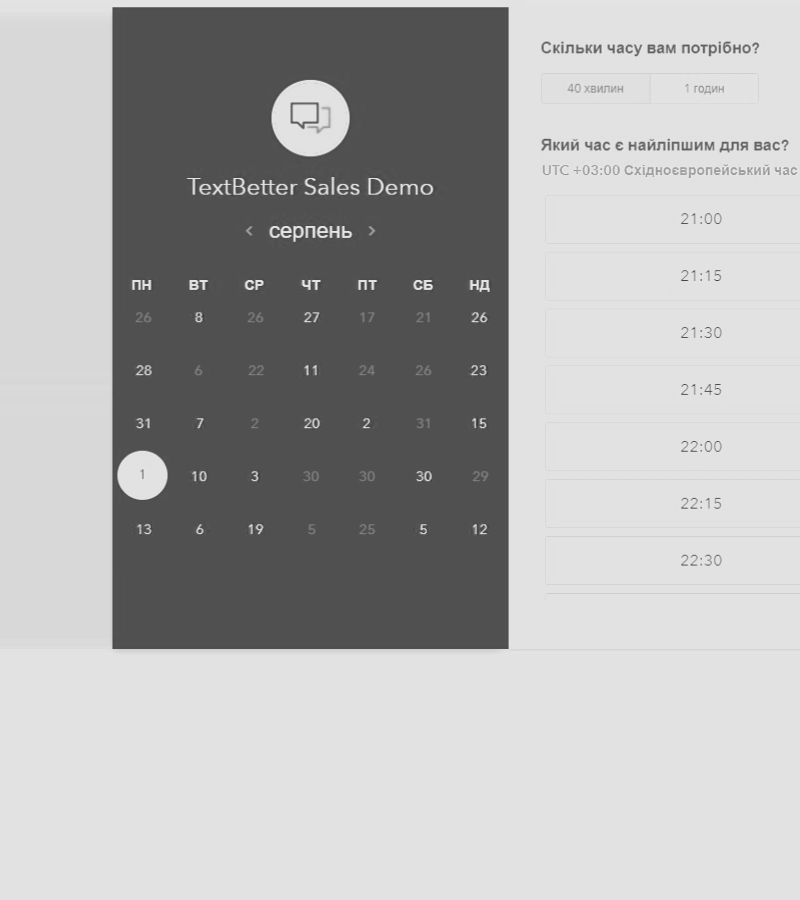 TextBetter Sales Demo
серпень
ПН ВТ СР ЧТ ПТ СБ НД
26 8 26 27 17 21 26
28 6 22 11 24 26 23
31 7 2 20 2 31 15
1 10 3 30 30 30 29
13 6 19 5 25 5 12
Скільки часу вам потрібно?
40 хвилин 1 годин
Який час є найліпшим для вас?
UTC +03:00 Східноєвропейський час
21:00
21:15
21:30
21:45
22:00
22:15
22:30